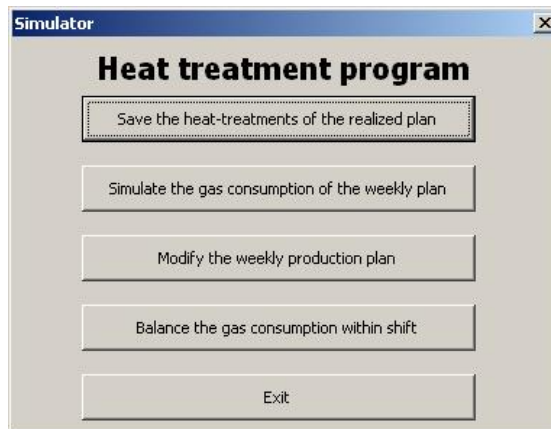 Simulator
Heat treatment program
Save the heat-treatments of the realized plan
Simulate the gas consumption of the weekly plan
Modify the weekly production plan
Balance the gas consumption within shift
Exit